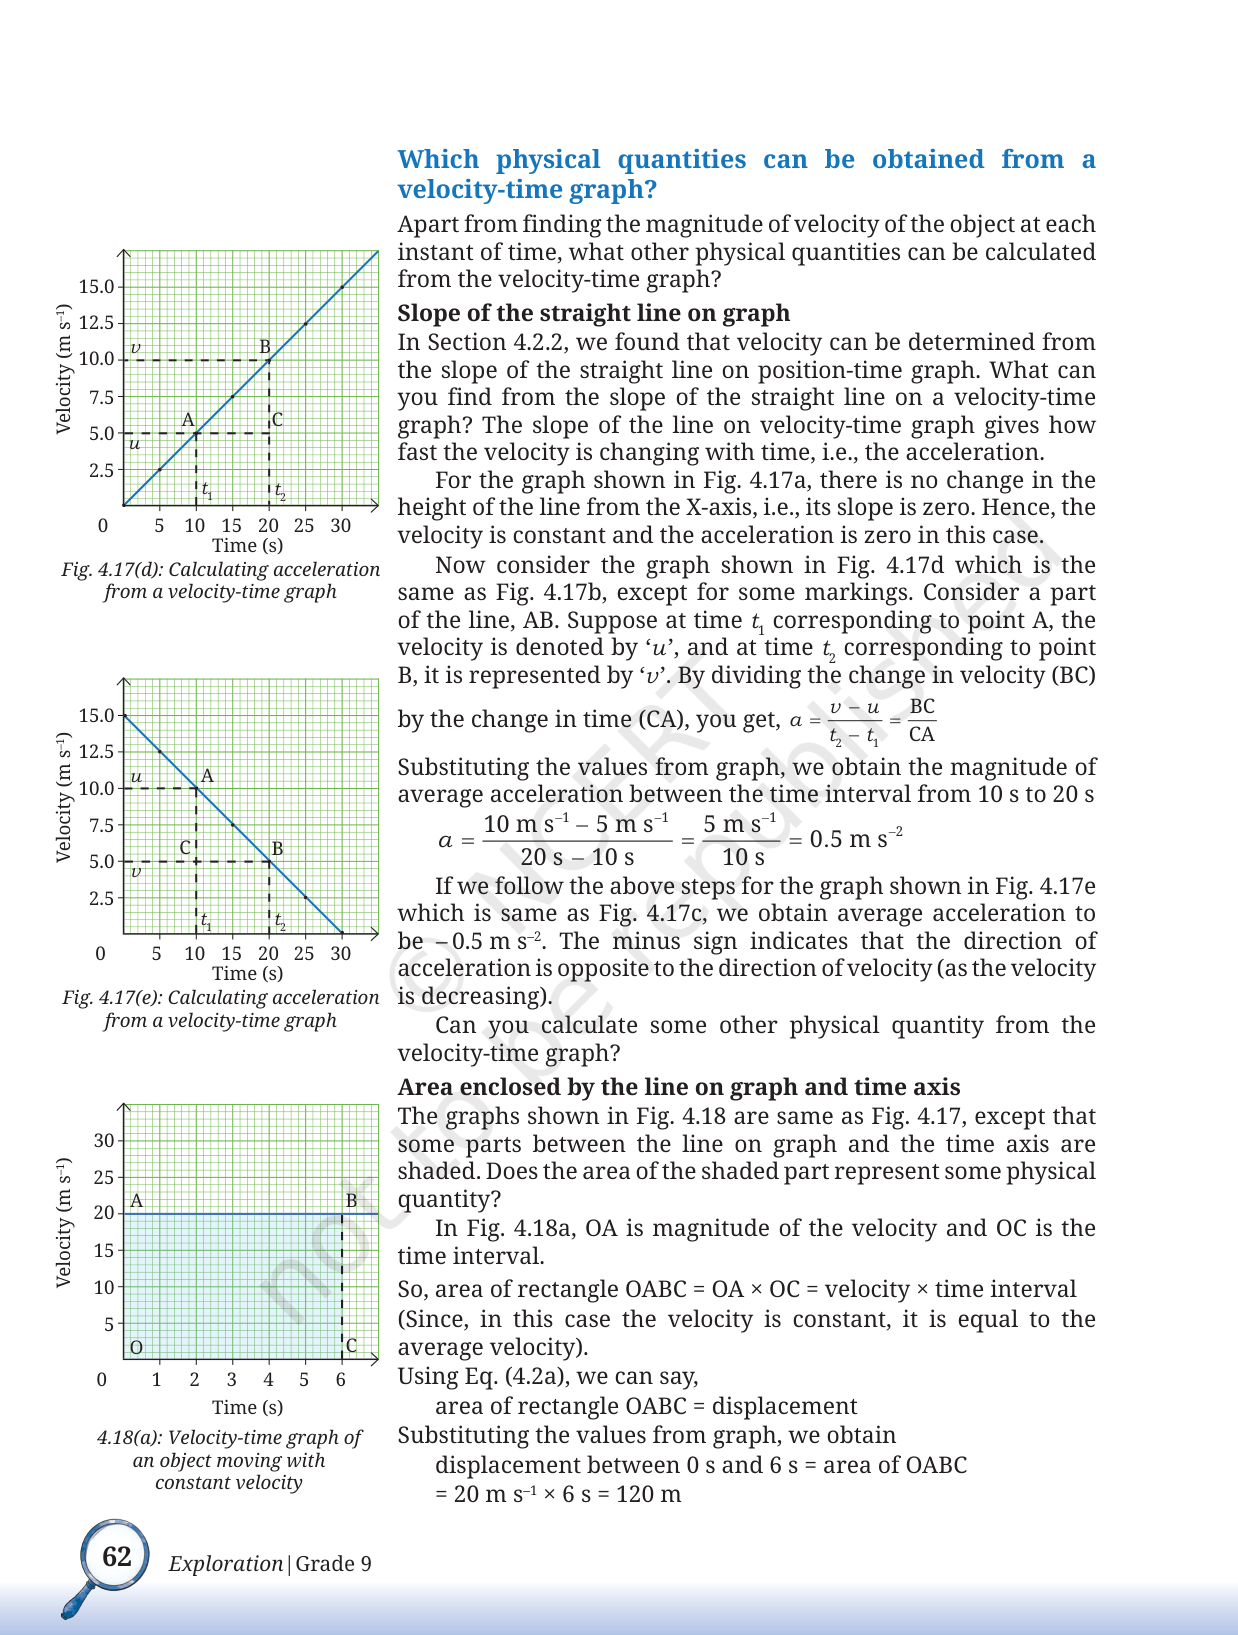 Which physical quantities can be obtained from a
velocity-time graph?
Apart from finding the magnitude of velocity of the object at each
instant of time, what other physical quantities can be calculated
from the velocity-time graph?
Slope of the straight line on graph
In Section 4.2.2, we found that velocity can be determined from
the slope of the straight line on position-time graph. What can
you find from the slope of the straight line on a velocity-time
graph? The slope of the line on velocity-time graph gives how
fast the velocity is changing with time, i.e., the acceleration.
For the graph shown in Fig. 4.17a, there is no change in the
height of the line from the X-axis, i.e., its slope is zero. Hence, the
velocity is constant and the acceleration is zero in this case.
Now consider the graph shown in Fig. 4.17d which is the
same as Fig. 4.17b, except for some markings. Consider a part
of the line, AB. Suppose at time t₁ corresponding to point A, the
velocity is denoted by ‘u’, and at time t₂ corresponding to point
B, it is represented by ‘v’. By dividing the change in velocity (BC)
by the change in time (CA), you get, a = (v – u)/(t₂ – t₁) = BC/CA
Substituting the values from graph, we obtain the magnitude of
average acceleration between the time interval from 10 s to 20 s
a = (10 m s⁻¹ – 5 m s⁻¹)/(20 s – 10 s) = (5 m s⁻¹)/(10 s) = 0.5 m s⁻²
If we follow the above steps for the graph shown in Fig. 4.17e
which is same as Fig. 4.17c, we obtain average acceleration to
be –0.5 m s⁻². The minus sign indicates that the direction of
acceleration is opposite to the direction of velocity (as the velocity
is decreasing).
Can you calculate some other physical quantity from the
velocity-time graph?
Area enclosed by the line on graph and time axis
The graphs shown in Fig. 4.18 are same as Fig. 4.17, except that
some parts between the line on graph and the time axis are
shaded. Does the area of the shaded part represent some physical
quantity?
In Fig. 4.18a, OA is magnitude of the velocity and OC is the
time interval.
So, area of rectangle OABC = OA × OC = velocity × time interval
(Since, in this case the velocity is constant, it is equal to the
average velocity).
Using Eq. (4.2a), we can say,
area of rectangle OABC = displacement
Substituting the values from graph, we obtain
displacement between 0 s and 6 s = area of OABC
= 20 m s⁻¹ × 6 s = 120 m
Velocity (m s⁻¹)
15.0
12.5
10.0
7.5
5.0
2.5
v
B
A
C
u
t₁
t₂
0 5 10 15 20 25 30
Time (s)
Fig. 4.17(d): Calculating acceleration
from a velocity-time graph
Velocity (m s⁻¹)
15.0
12.5
10.0
7.5
5.0
2.5
u
A
C
B
v
t₁
t₂
0 5 10 15 20 25 30
Time (s)
Fig. 4.17(e): Calculating acceleration
from a velocity-time graph
Velocity (m s⁻¹)
30
25
20
15
10
5
A
B
O
C
0 1 2 3 4 5 6
Time (s)
4.18(a): Velocity-time graph of
an object moving with
constant velocity
62
Exploration|Grade 9
© NCERT
not to be republished